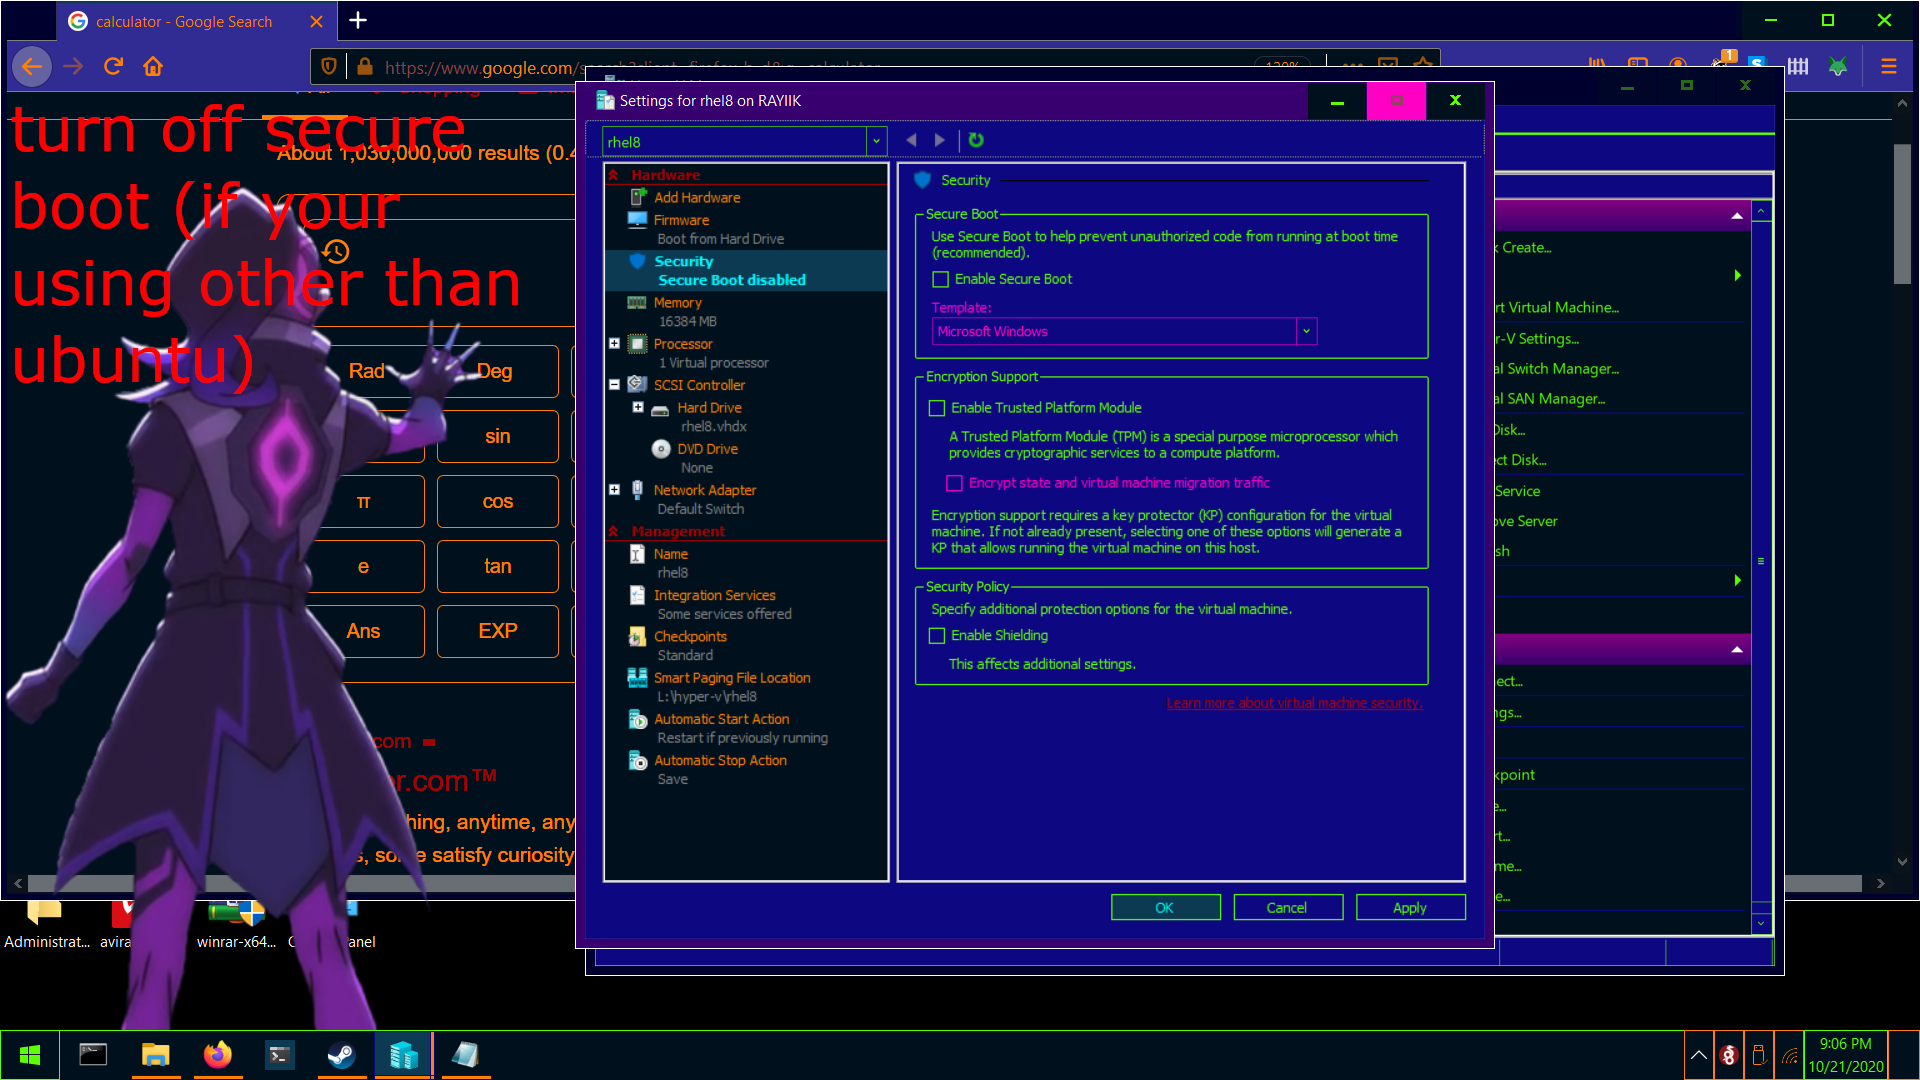 calculator - Google Search
https://www.google.com/
120%
turn off secure
boot (if your
using other than
ubuntu)
About 1,030,000,000 results (0.4
Rad
Deg
sin
π
cos
e
tan
Ans
EXP
com
r.com™
hing, anytime, any
satisfy curiosity
Settings for rhel8 on RAYIIK
rhel8
Hardware
Add Hardware
Firmware
Boot from Hard Drive
Security
Secure Boot disabled
Memory
16384 MB
Processor
1 Virtual processor
SCSI Controller
Hard Drive
rhel8.vhdx
DVD Drive
None
Network Adapter
Default Switch
Management
Name
rhel8
Integration Services
Some services offered
Checkpoints
Standard
Smart Paging File Location
L:\hyper-v\rhel8
Automatic Start Action
Restart if previously running
Automatic Stop Action
Save
Security
Secure Boot
Use Secure Boot to help prevent unauthorized code from running at boot time
(recommended).
Enable Secure Boot
Template:
Microsoft Windows
Encryption Support
Enable Trusted Platform Module
A Trusted Platform Module (TPM) is a special purpose microprocessor which
provides cryptographic services to a compute platform.
Encrypt state and virtual machine migration traffic
Encryption support requires a key protector (KP) configuration for the virtual
machine. If not already present, selecting one of these options will generate a
KP that allows running the virtual machine on this host.
Security Policy
Specify additional protection options for the virtual machine.
Enable Shielding
This affects additional settings.
Learn more about virtual machine security.
OK
Cancel
Apply
k Create...
rt Virtual Machine...
r-V Settings...
al Switch Manager...
al SAN Manager...
Disk...
ct Disk...
Service
ove Server
sh
ect...
ngs...
kpoint
e...
rt...
me...
e...
Administrat...
avira
winrar-x64...
C
Panel
9:06 PM
10/21/2020